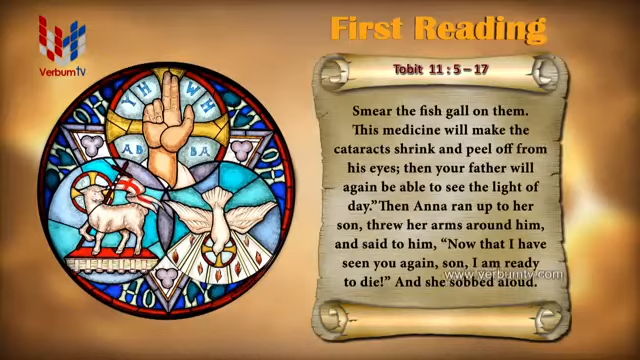 First Reading
VerbumTV
Tobit 11 : 5 – 17
YH
WH
AB
BA
Smear the fish gall on them.
This medicine will make the
cataracts shrink and peel off from
his eyes; then your father will
again be able to see the light of
day.”Then Anna ran up to her
son, threw her arms around him,
and said to him, “Now that I have
seen you again, son, I am ready
to die!” And she sobbed aloud.
www.verbumtv.com